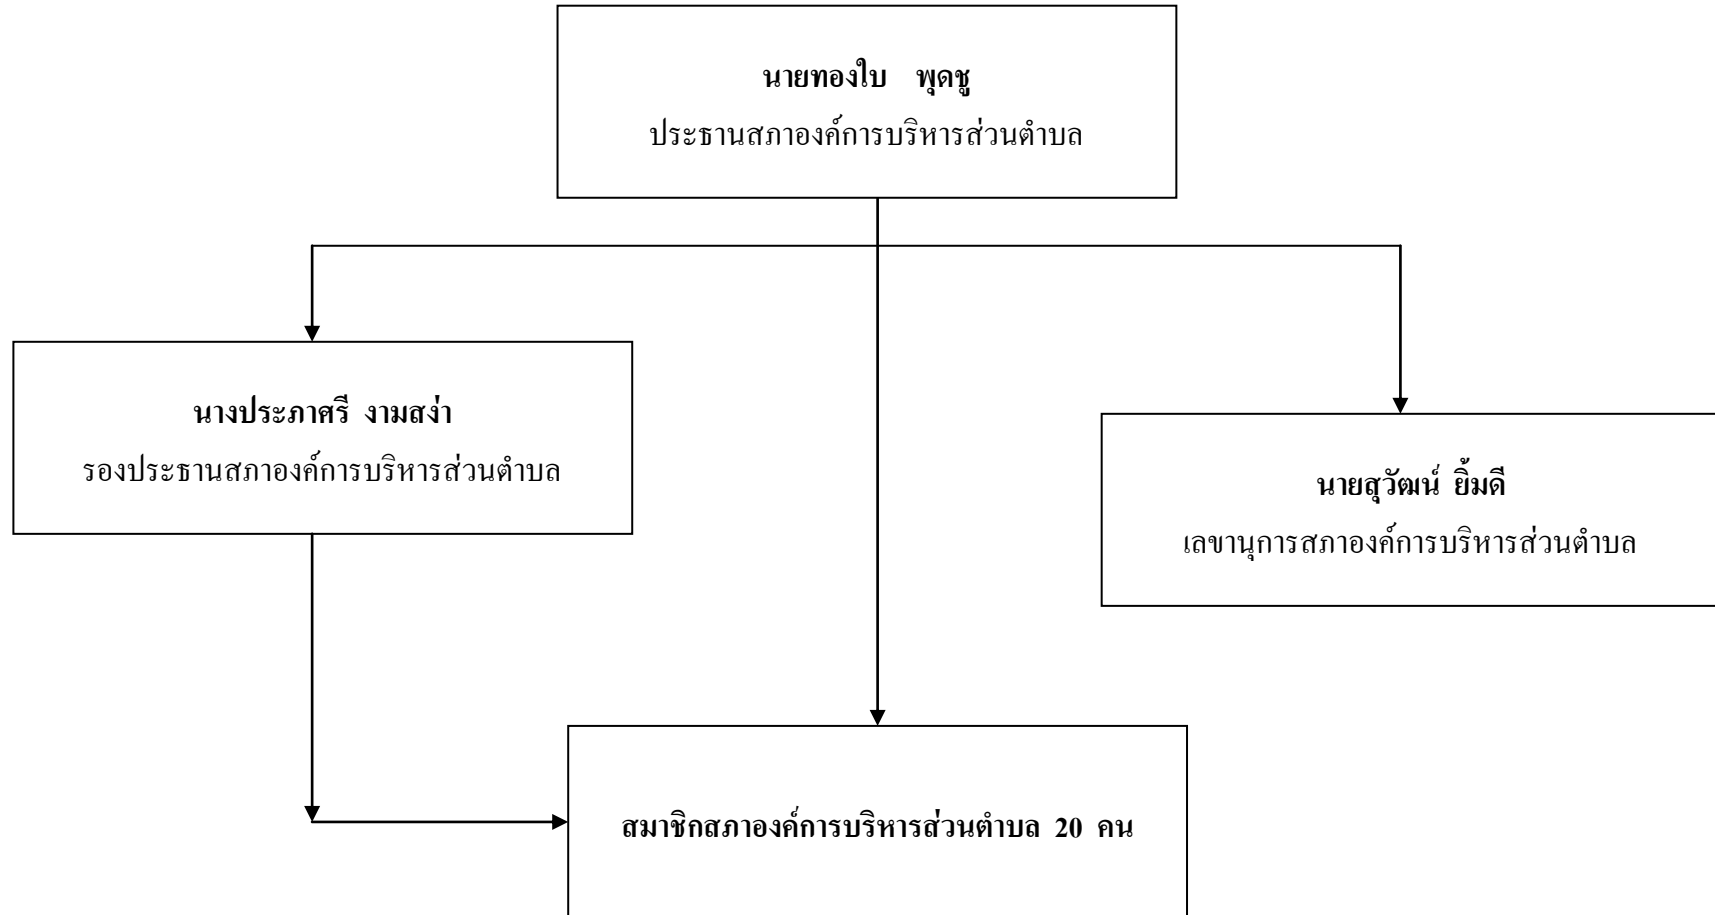 นายทองใบ พุดชู
ประธานสภาองค์การบริหารส่วนตำบล
นางประภาศรี งามสง่า
รองประธานสภาองค์การบริหารส่วนตำบล
นายสุวัฒน์ ยิ้มดี
เลขานุการสภาองค์การบริหารส่วนตำบล
สมาชิกสภาองค์การบริหารส่วนตำบล 20 คน